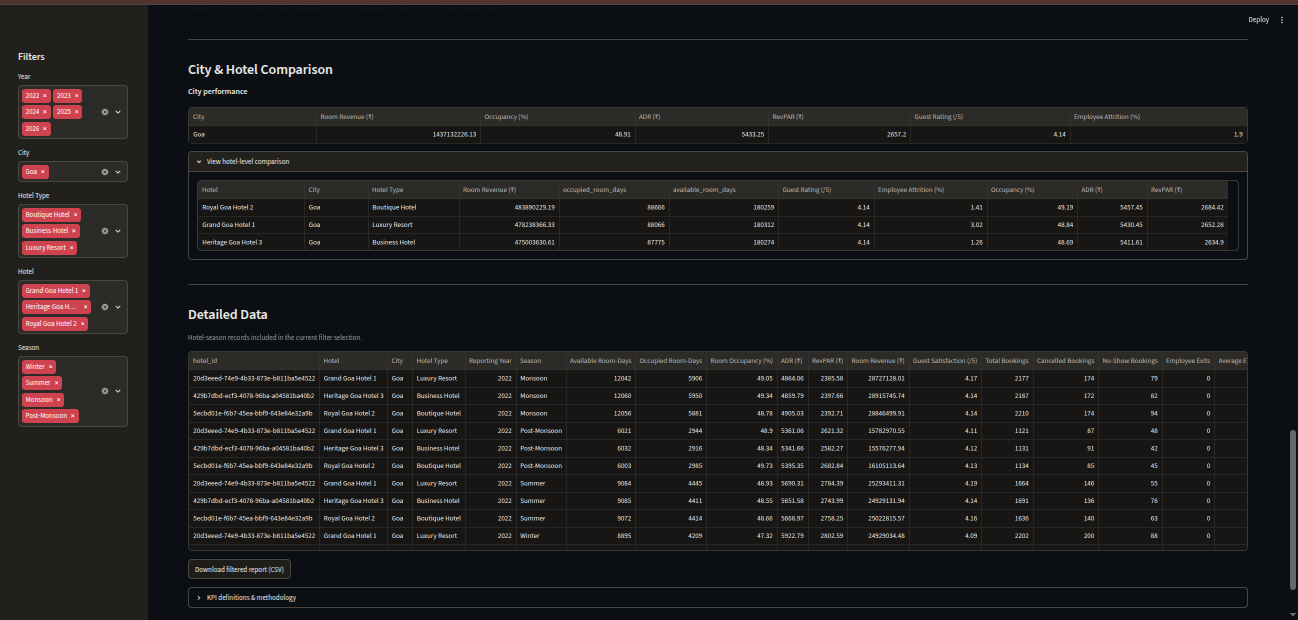 Deploy
Filters
Year
2022 × 2023 ×
2024 × 2025 ×
2026 ×
City
Goa ×
Hotel Type
Boutique Hotel ×
Business Hotel ×
Luxury Resort ×
Hotel
Grand Goa Hotel 1 ×
Heritage Goa H... ×
Royal Goa Hotel 2 ×
Season
Winter ×
Summer ×
Monsoon ×
Post-Monsoon ×
City & Hotel Comparison
City performance
City Room Revenue (₹) Occupancy (%) ADR (₹) RevPAR (₹) Guest Rating (/5) Employee Attrition (%)
Goa 1437132226.13 48.91 5433.25 2657.2 4.14 1.9
View hotel-level comparison
Hotel City Hotel Type Room Revenue (₹) occupied_room_days available_room_days Guest Rating (/5) Employee Attrition (%) Occupancy (%) ADR (₹) RevPAR (₹)
Royal Goa Hotel 2 Goa Boutique Hotel 483890229.19 88666 180259 4.14 1.41 49.19 5457.45 2684.42
Grand Goa Hotel 1 Goa Luxury Resort 478238366.33 88066 180312 4.14 3.02 48.84 5430.45 2652.28
Heritage Goa Hotel 3 Goa Business Hotel 475003630.61 87775 180274 4.14 1.26 48.69 5411.61 2634.9
Detailed Data
Hotel-season records included in the current filter selection.
hotel_id Hotel City Hotel Type Reporting Year Season Available Room-Days Occupied Room-Days Room Occupancy (%) ADR (₹) RevPAR (₹) Room Revenue (₹) Guest Satisfaction (/5) Total Bookings Cancelled Bookings No-Show Bookings Employee Exits Average E
20d3eeed-74e9-4b33-873e-b811ba5e4522 Grand Goa Hotel 1 Goa Luxury Resort 2022 Monsoon 12042 5906 49.05 4864.06 2385.58 28727128.01 4.17 2177 174 79 0
429b7dbd-ecf3-4078-96ba-a04581ba40b2 Heritage Goa Hotel 3 Goa Business Hotel 2022 Monsoon 12060 5950 49.34 4859.79 2397.66 28915745.74 4.14 2187 172 82 0
5ecbd01e-f6b7-45ea-bbf9-643e84e32a9b Royal Goa Hotel 2 Goa Boutique Hotel 2022 Monsoon 12056 5881 48.78 4905.03 2392.71 28846499.91 4.14 2210 174 94 0
20d3eeed-74e9-4b33-873e-b811ba5e4522 Grand Goa Hotel 1 Goa Luxury Resort 2022 Post-Monsoon 6021 2944 48.9 5361.06 2621.32 15782970.55 4.11 1121 87 48 0
429b7dbd-ecf3-4078-96ba-a04581ba40b2 Heritage Goa Hotel 3 Goa Business Hotel 2022 Post-Monsoon 6032 2916 48.34 5341.66 2582.27 15576277.94 4.12 1131 91 42 0
5ecbd01e-f6b7-45ea-bbf9-643e84e32a9b Royal Goa Hotel 2 Goa Boutique Hotel 2022 Post-Monsoon 6003 2985 49.73 5395.35 2682.84 16105113.64 4.13 1134 85 45 0
20d3eeed-74e9-4b33-873e-b811ba5e4522 Grand Goa Hotel 1 Goa Luxury Resort 2022 Summer 9084 4445 48.93 5690.31 2784.39 25293411.31 4.19 1664 146 55 0
429b7dbd-ecf3-4078-96ba-a04581ba40b2 Heritage Goa Hotel 3 Goa Business Hotel 2022 Summer 9085 4411 48.55 5651.58 2743.99 24929131.94 4.14 1691 136 76 0
5ecbd01e-f6b7-45ea-bbf9-643e84e32a9b Royal Goa Hotel 2 Goa Boutique Hotel 2022 Summer 9072 4414 48.66 5668.97 2758.25 25022815.57 4.16 1636 140 63 0
20d3eeed-74e9-4b33-873e-b811ba5e4522 Grand Goa Hotel 1 Goa Luxury Resort 2022 Winter 8895 4209 47.32 5922.79 2802.59 24929034.48 4.09 2202 200 88 0
Download filtered report (CSV)
KPI definitions & methodology